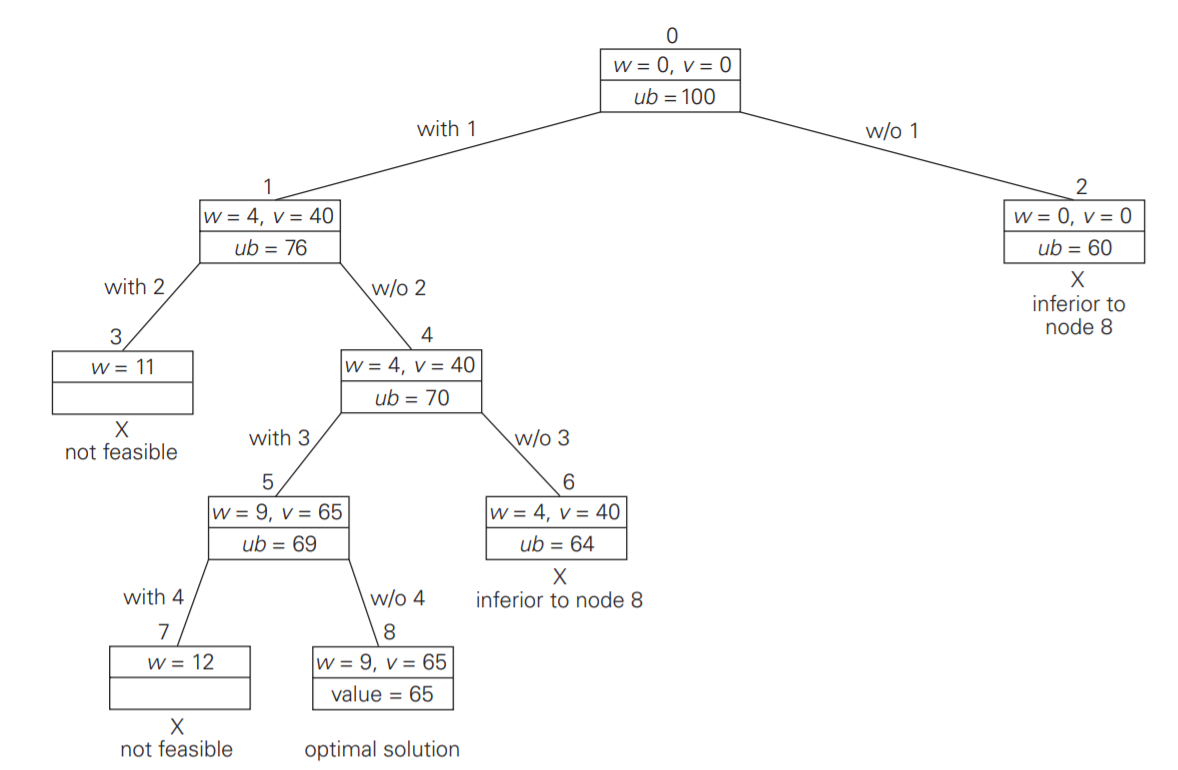 0
w = 0, v = 0
ub = 100
with 1
w/o 1
1
w = 4, v = 40
ub = 76
2
w = 0, v = 0
ub = 60
X
inferior to
node 8
with 2
w/o 2
3
w = 11
X
not feasible
4
w = 4, v = 40
ub = 70
with 3
w/o 3
5
w = 9, v = 65
ub = 69
6
w = 4, v = 40
ub = 64
X
inferior to node 8
with 4
w/o 4
7
w = 12
X
not feasible
8
w = 9, v = 65
value = 65
optimal solution